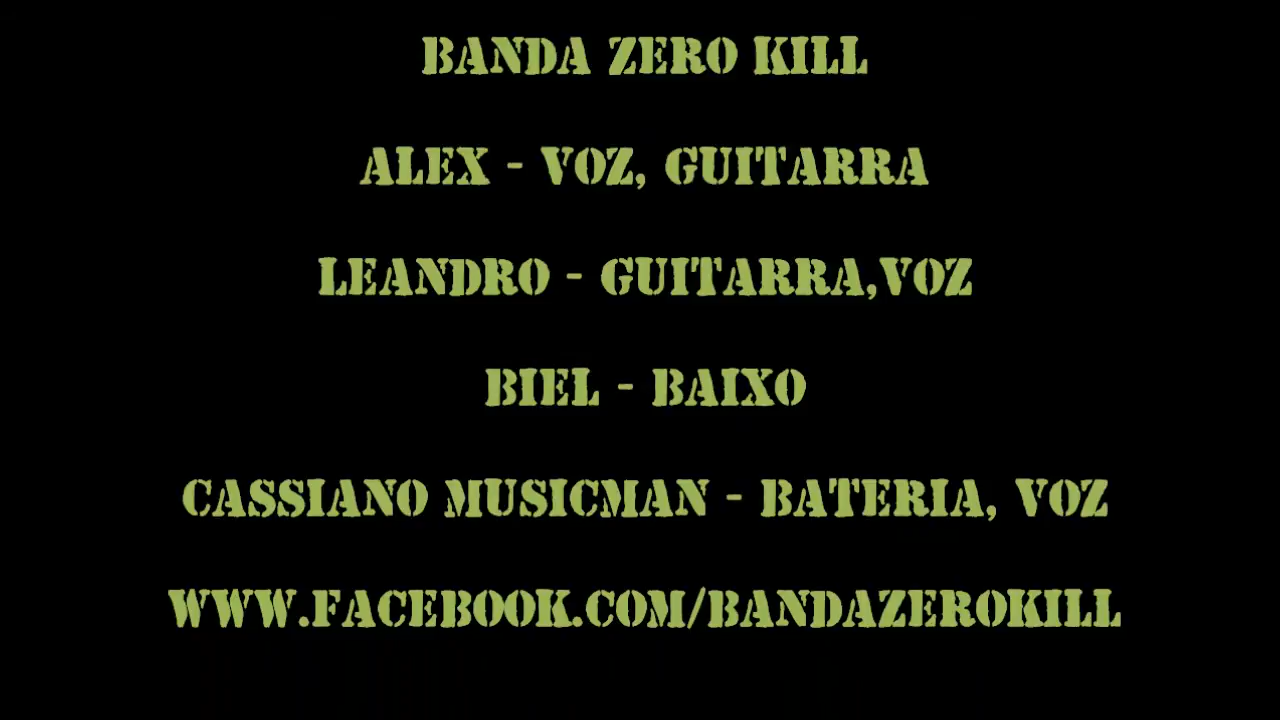 BANDA ZERO KILL
ALEX - VOZ, GUITARRA
LEANDRO - GUITARRA,VOZ
BIEL - BAIXO
CASSIANO MUSICMAN - BATERIA, VOZ
WWW.FACEBOOK.COM/BANDAZEROKILL